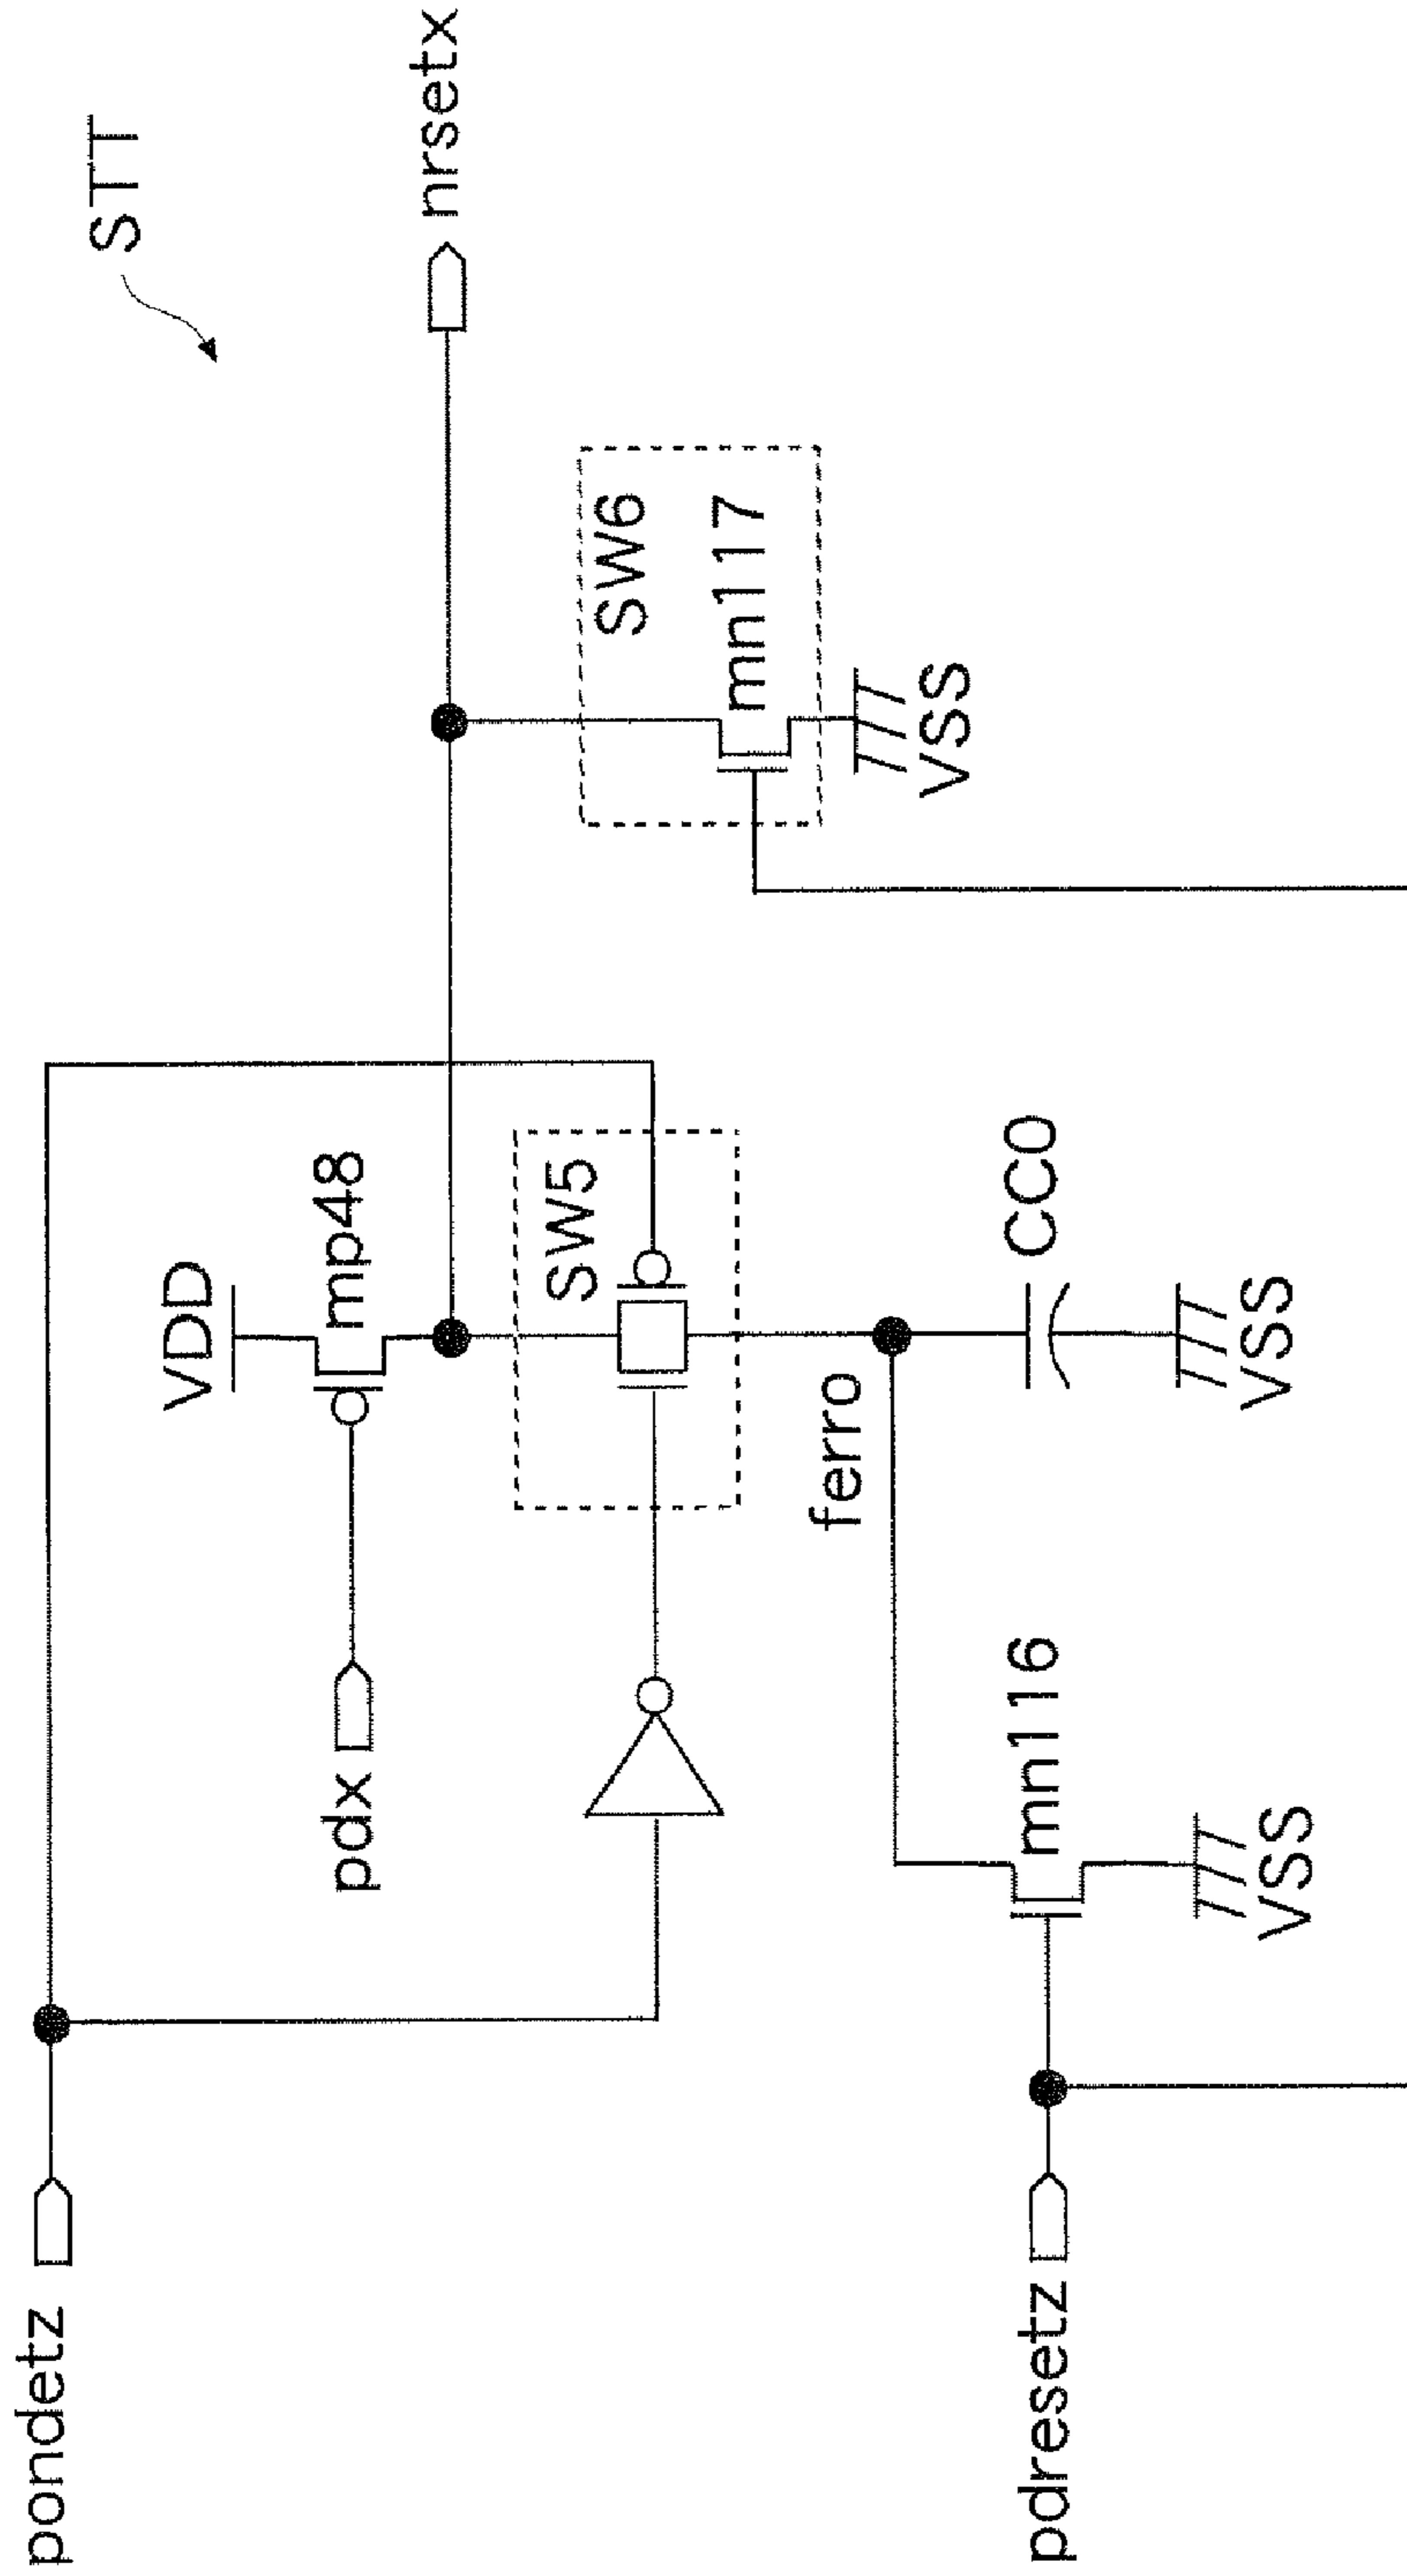 STT
pondetz
VDD
pdx
mp48
nrsetx
SW5
SW6
mn117
VSS
ferro
pdresetz
mn116
CC0
VSS
VSS